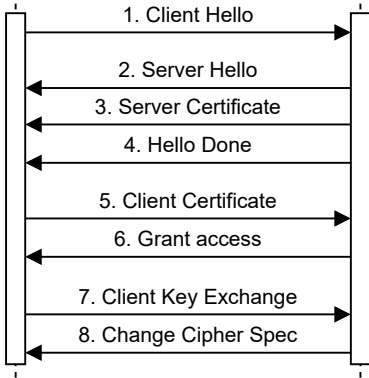 1. Client Hello
2. Server Hello
3. Server Certificate
4. Hello Done
5. Client Certificate
6. Grant access
7. Client Key Exchange
8. Change Cipher Spec